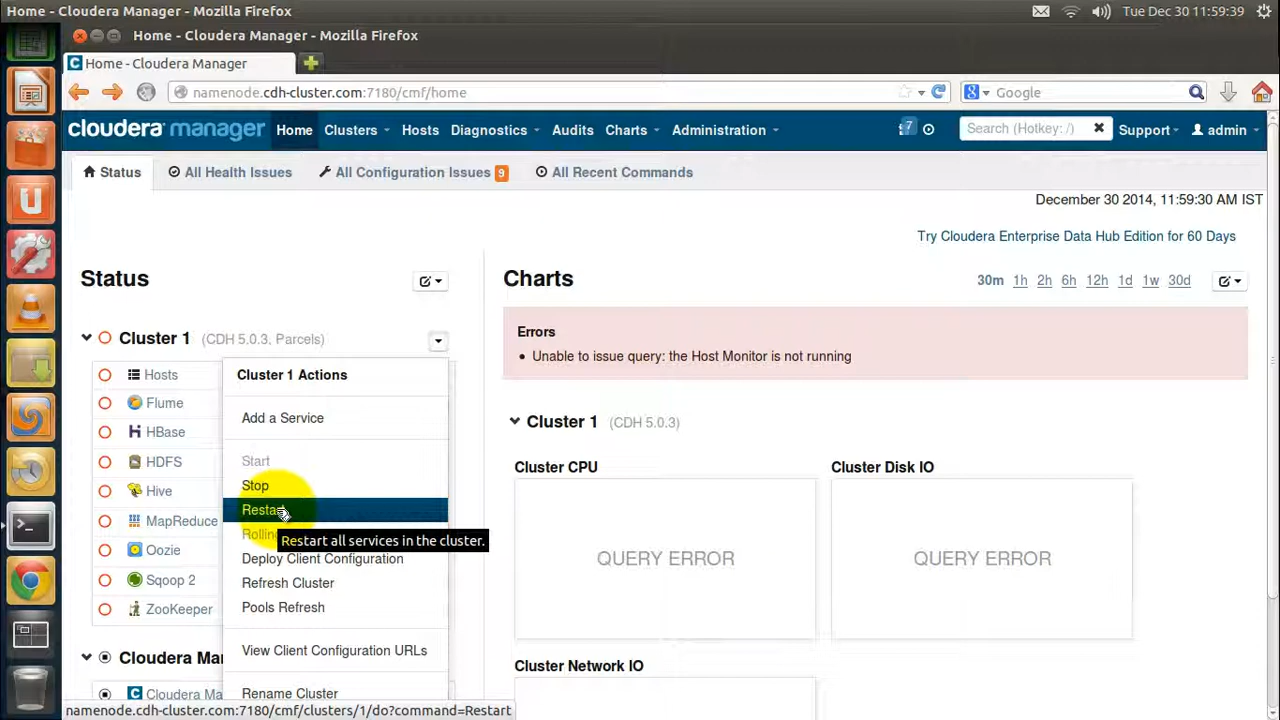 Home - Cloudera Manager - Mozilla Firefox
Tue Dec 30 11:59:39
Home - Cloudera Manager - Mozilla Firefox
Home - Cloudera Manager
namenode.cdh-cluster.com:7180/cmf/home
Google
cloudera manager Home Clusters Hosts Diagnostics Audits Charts Administration 7 Search (Hotkey: /) Support admin
Status All Health Issues All Configuration Issues 9 All Recent Commands
December 30 2014, 11:59:30 AM IST
Try Cloudera Enterprise Data Hub Edition for 60 Days
Status
Cluster 1 (CDH 5.0.3, Parcels)
Hosts
Flume
HBase
HDFS
Hive
MapReduce
Oozie
Sqoop 2
ZooKeeper
Cloudera Ma
Cloudera Ma
Cluster 1 Actions
Add a Service
Start
Stop
Restart
Restart all services in the cluster.
Deploy Client Configuration
Refresh Cluster
Pools Refresh
View Client Configuration URLs
Rename Cluster
Charts
30m 1h 2h 6h 12h 1d 1w 30d
Errors
• Unable to issue query: the Host Monitor is not running
Cluster 1 (CDH 5.0.3)
Cluster CPU
QUERY ERROR
Cluster Disk IO
QUERY ERROR
Cluster Network IO
namenode.cdh-cluster.com:7180/cmf/clusters/1/do?command=Restart